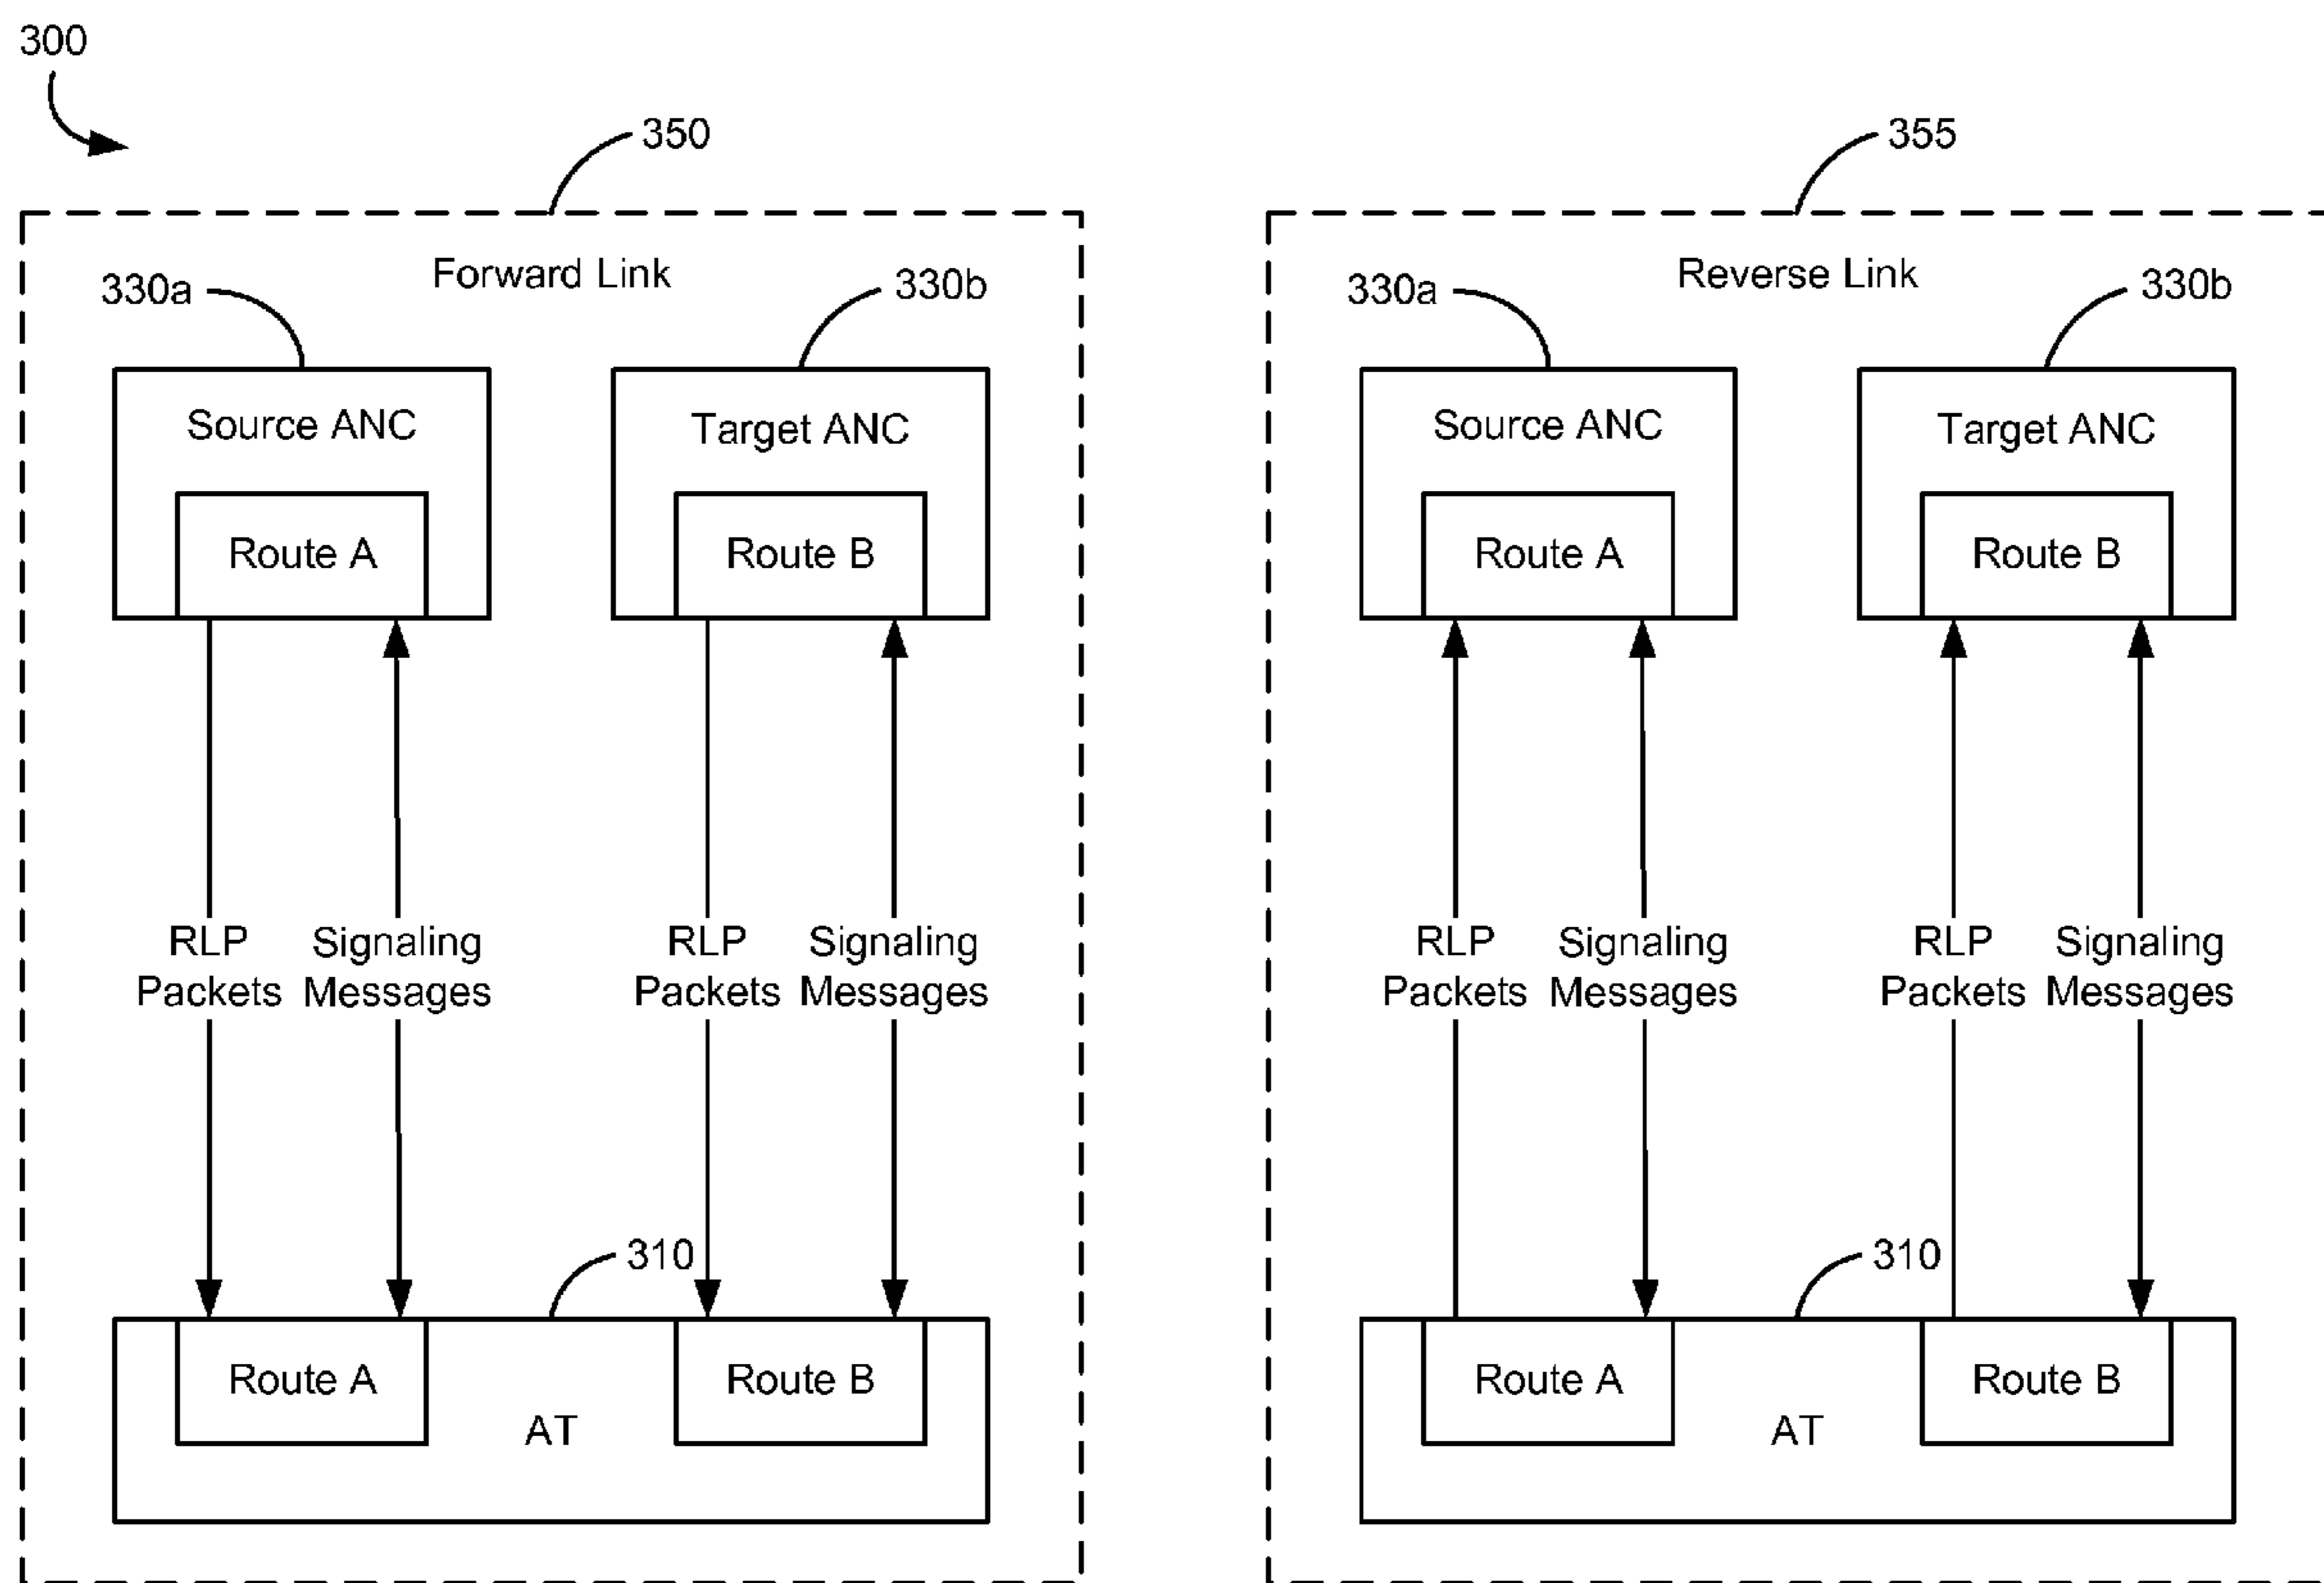 300
350
355
Forward Link
Reverse Link
330a
330b
330a
330b
Source ANC
Target ANC
Source ANC
Target ANC
Route A
Route B
Route A
Route B
RLP
Packets
Signaling
Messages
RLP
Packets
Signaling
Messages
RLP
Packets
Signaling
Messages
RLP
Packets
Signaling
Messages
310
310
Route A
Route B
Route A
Route B
AT
AT